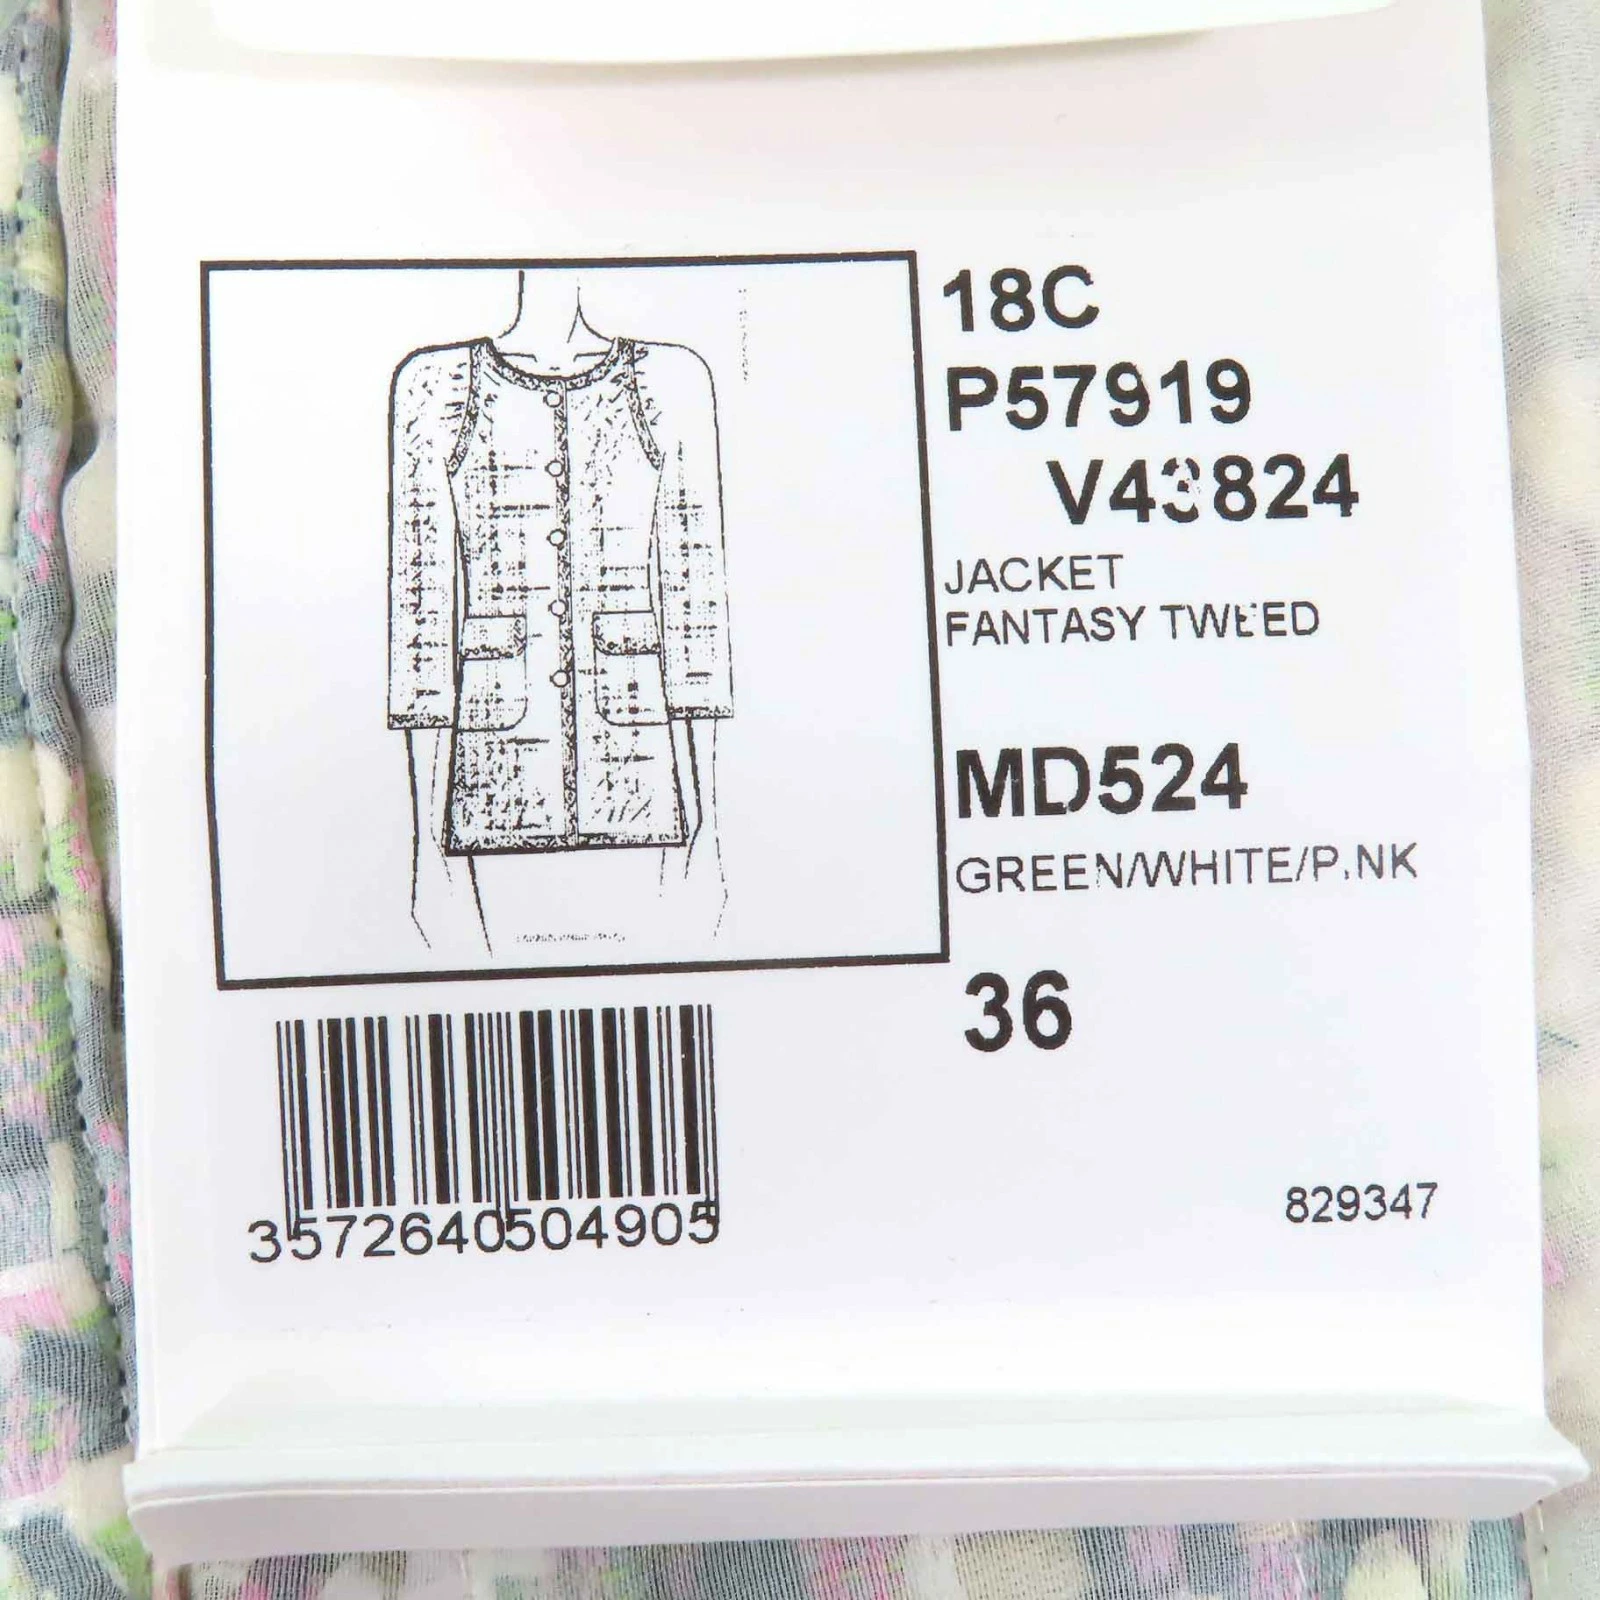 18C
P57919
V43824
JACKET
FANTASY TWEED
MD524
GREEN/WHITE/PINK
36
3572640504905
829347